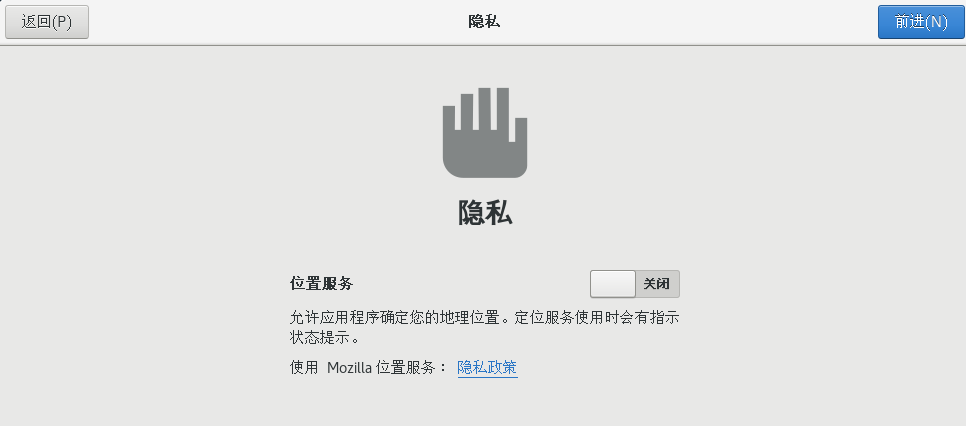 返回(P) 隐私 前进(N)
隐私
位置服务 关闭
允许应用程序确定您的地理位置。定位服务使用时会有指示
状态提示。
使用 Mozilla 位置服务： 隐私政策